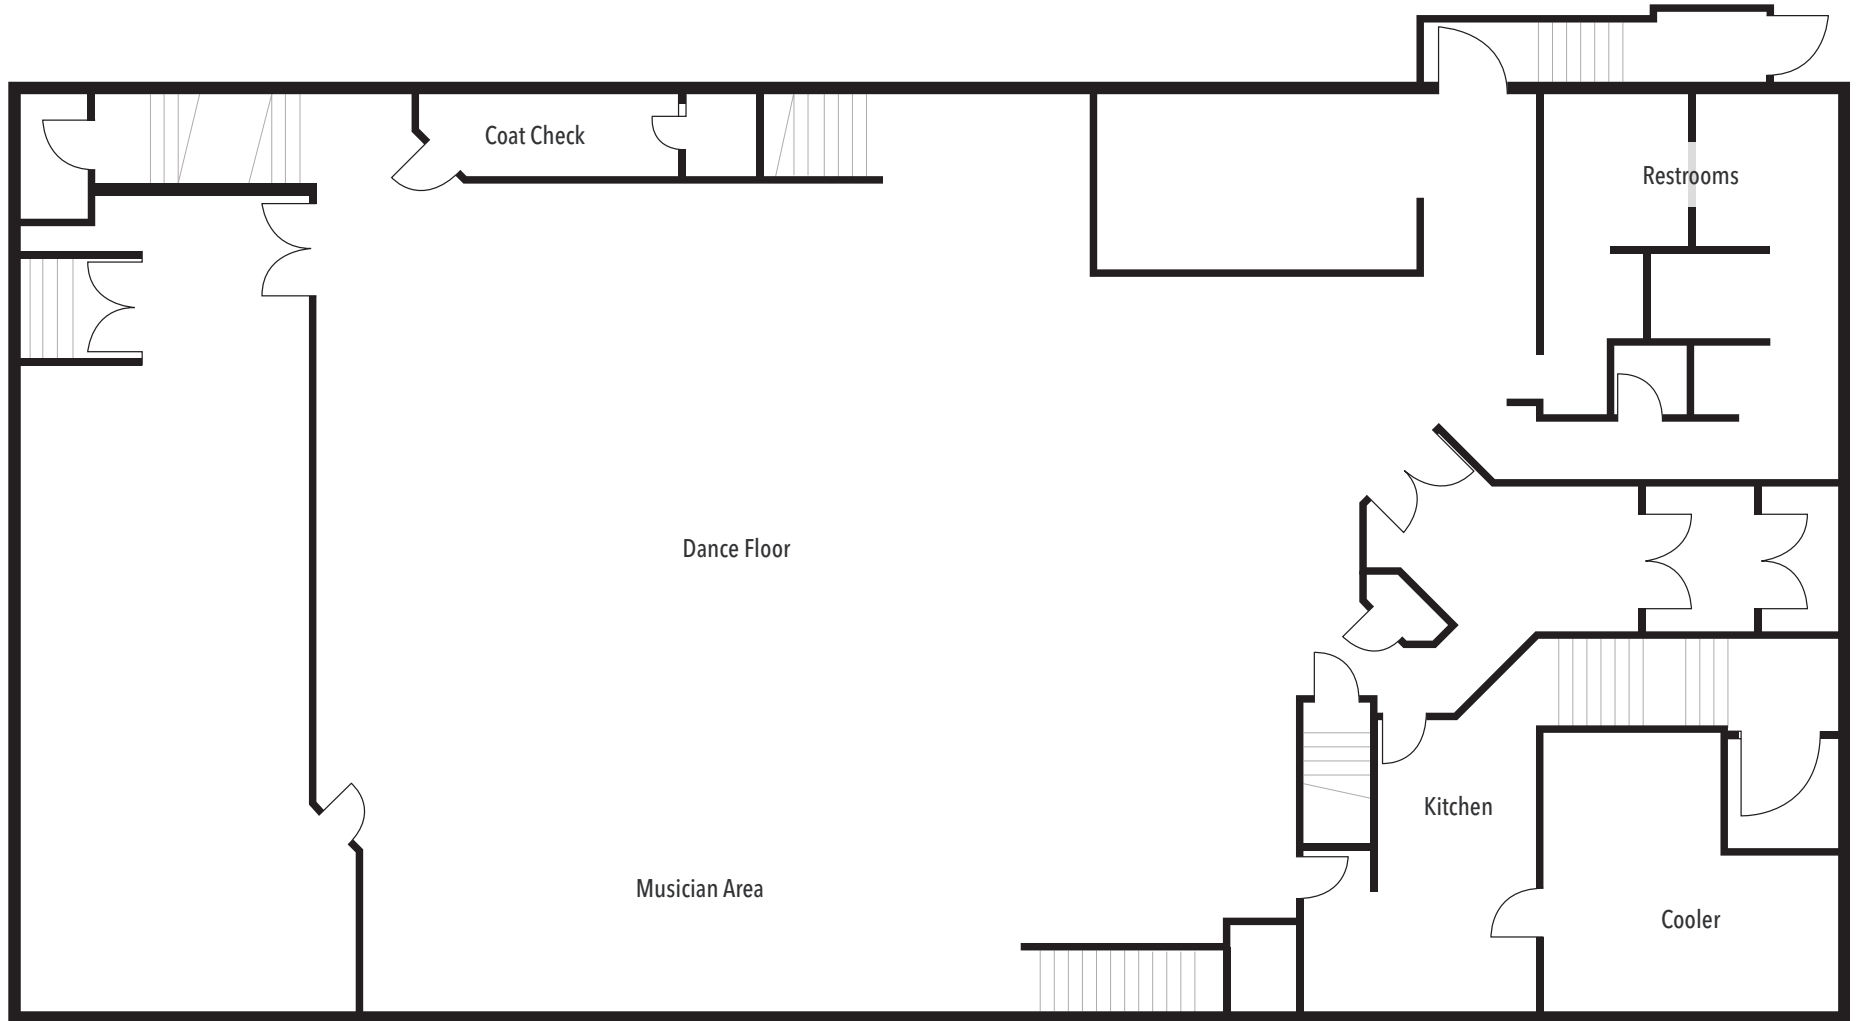 Coat Check
Restrooms
Dance Floor
Kitchen
Musician Area
Cooler